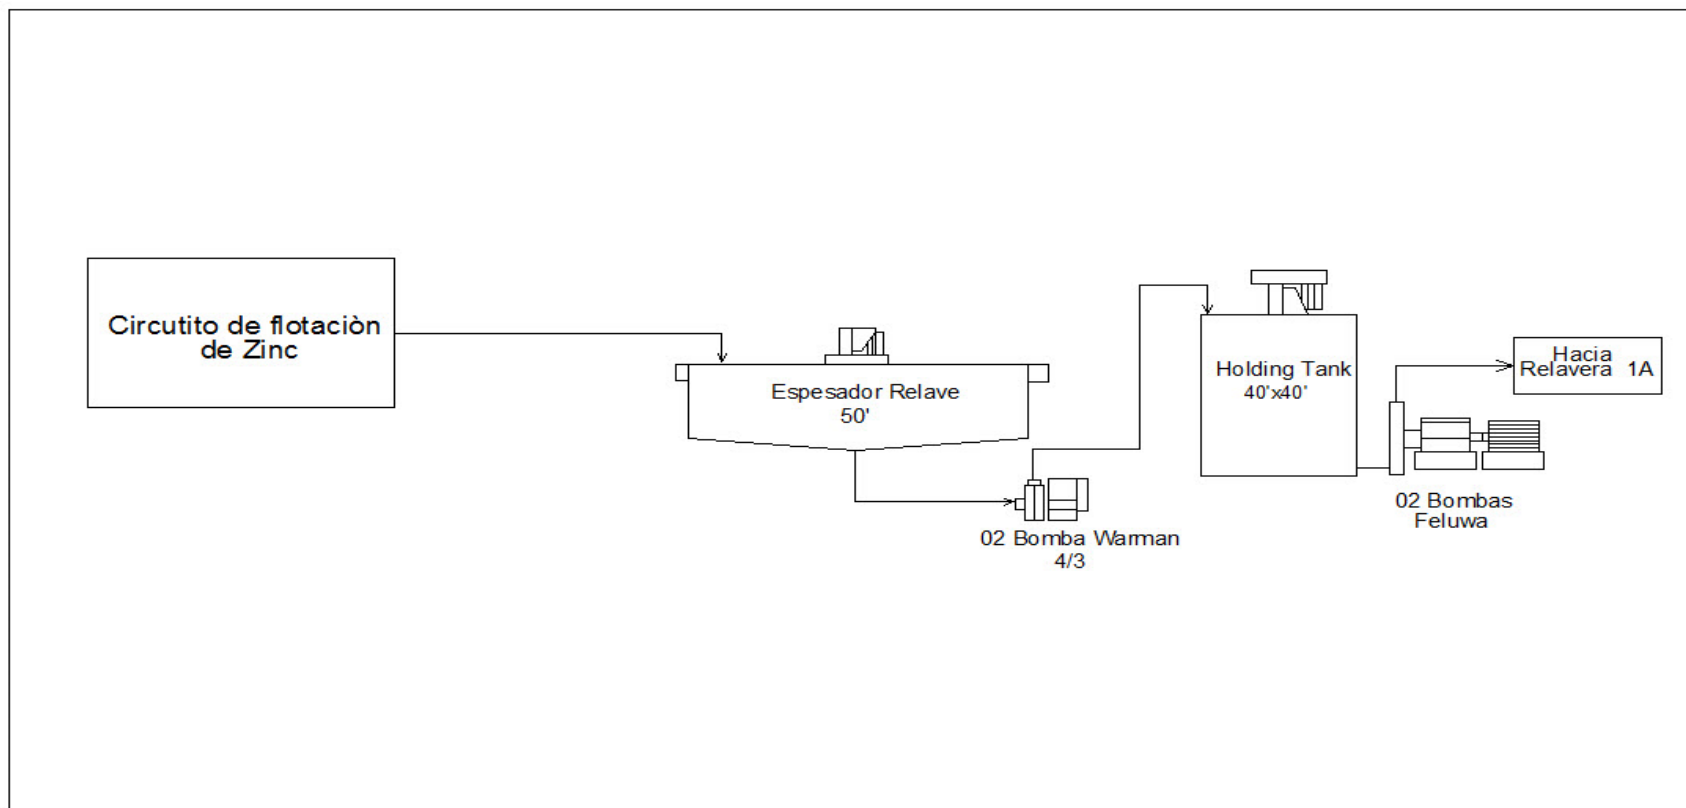 Circutito de flotaciòn
de Zinc
Espesador Relave
50'
02 Bomba Warman
4/3
Holding Tank
40'x40'
Hacia
Relavera 1A
02 Bombas
Feluwa